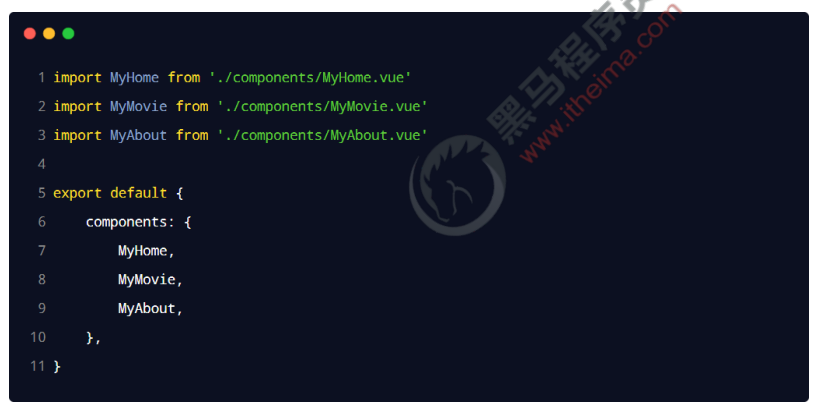 黑马程序员
www.itheima.com
1 import MyHome from './components/MyHome.vue'
2 import MyMovie from './components/MyMovie.vue'
3 import MyAbout from './components/MyAbout.vue'
4
5 export default {
6     components: {
7         MyHome,
8         MyMovie,
9         MyAbout,
10     },
11 }